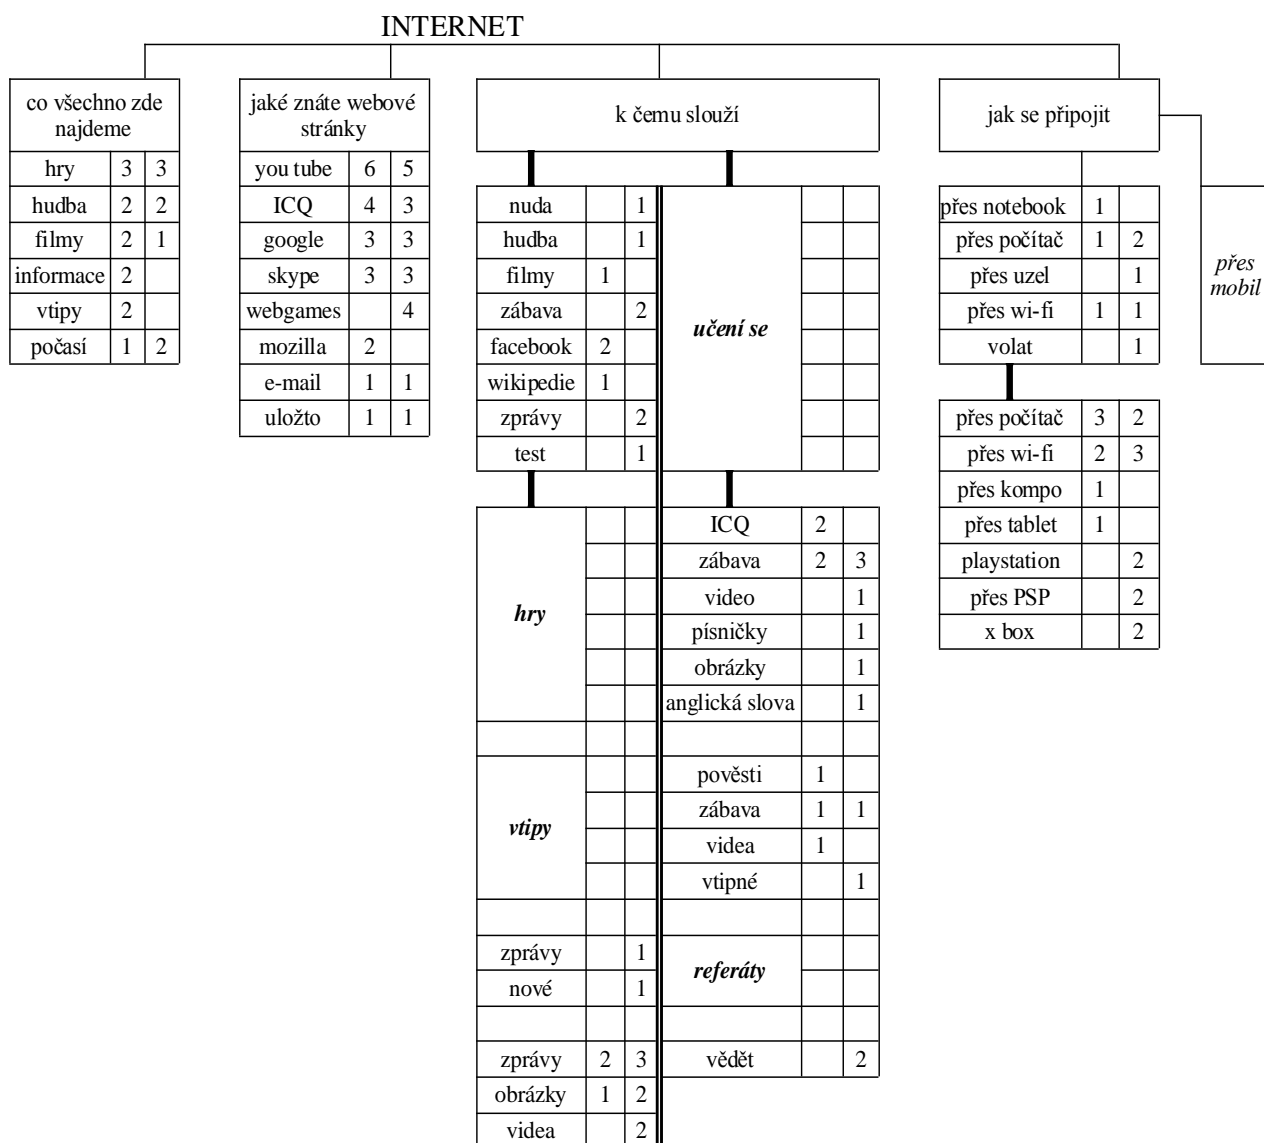 INTERNET
co všechno zde
najdeme
hry 3 3
hudba 2 2
filmy 2 1
informace 2
vtipy 2
počasí 1 2
jaké znáte webové
stránky
you tube 6 5
ICQ 4 3
google 3 3
skype 3 3
webgames 4
mozilla 2
e-mail 1 1
uložto 1 1
k čemu slouží
nuda 1
hudba 1
filmy 1
zábava 2
facebook 2
wikipedie 1
zprávy 2
test 1
hry
vtipy
zprávy 1
nové 1
zprávy 2 3
obrázky 1 2
videa 2
učení se
ICQ 2
zábava 2 3
video 1
písničky 1
obrázky 1
anglická slova 1
pověsti 1
zábava 1 1
videa 1
vtipné 1
referáty
vědět 2
jak se připojit
přes notebook 1
přes počítač 1 2
přes uzel 1
přes wi-fi 1 1
volat 1
přes počítač 3 2
přes wi-fi 2 3
přes kompo 1
přes tablet 1
playstation 2
přes PSP 2
x box 2
přes
mobil